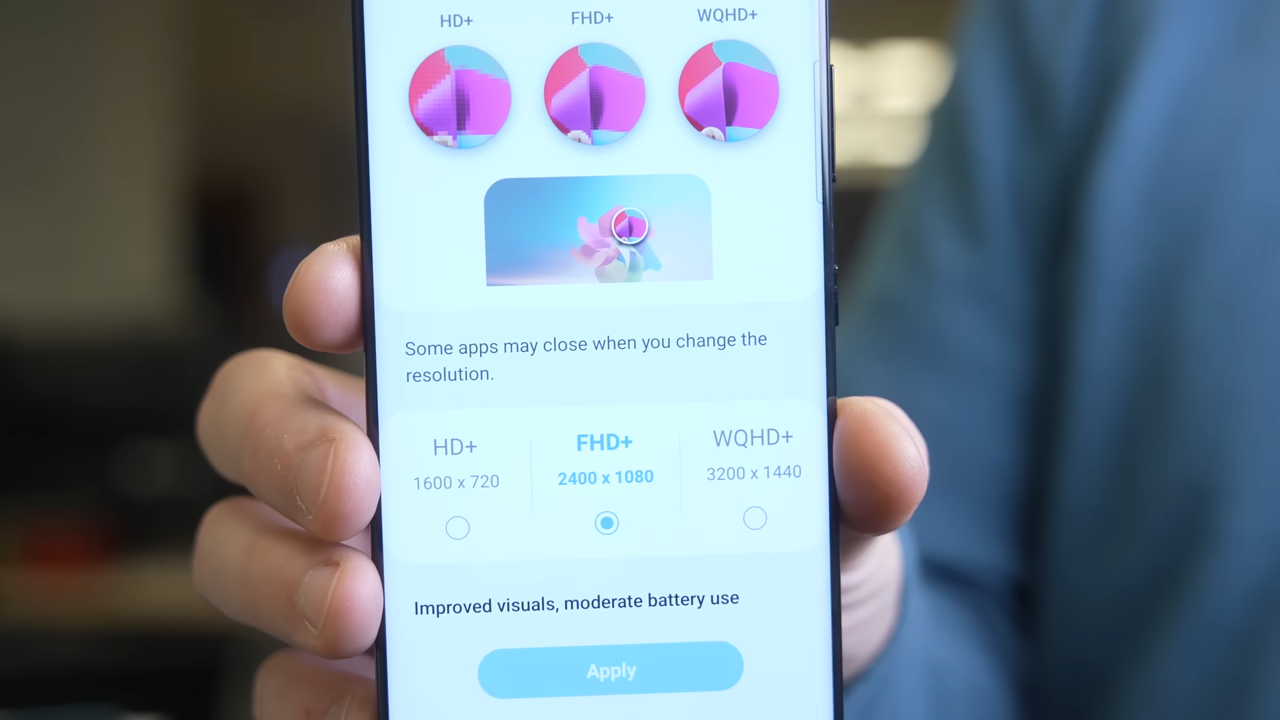 HD+ FHD+ WQHD+
Some apps may close when you change the
resolution.
HD+ FHD+ WQHD+
1600 x 720 2400 x 1080 3200 x 1440
Improved visuals, moderate battery use
Apply